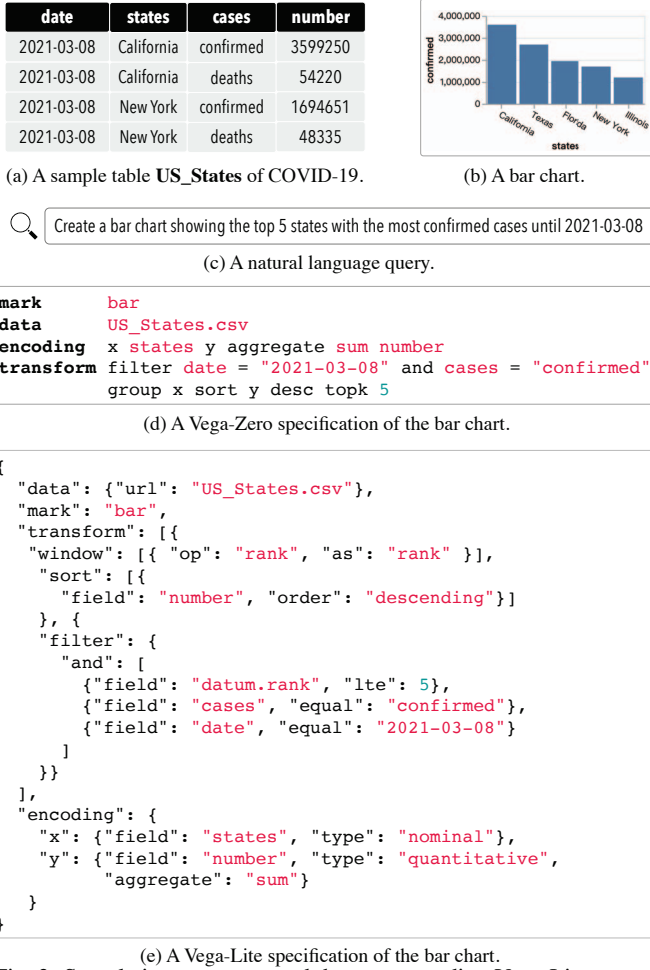 date states cases number
2021-03-08 California confirmed 3599250
2021-03-08 California deaths 54220
2021-03-08 New York confirmed 1694651
2021-03-08 New York deaths 48335
(a) A sample table US_States of COVID-19.
4,000,000
3,000,000
2,000,000
1,000,000
0
confirmed
California Texas Florda New York Illinois
states
(b) A bar chart.
Create a bar chart showing the top 5 states with the most confirmed cases until 2021-03-08
(c) A natural language query.
mark bar
data US_States.csv
encoding x states y aggregate sum number
transform filter date = "2021-03-08" and cases = "confirmed"
group x sort y desc topk 5
(d) A Vega-Zero specification of the bar chart.
{
"data": {"url": "US_States.csv"},
"mark": "bar",
"transform": [{
"window": [{ "op": "rank", "as": "rank" }],
"sort": [{
"field": "number", "order": "descending"}]
}, {
"filter": {
"and": [
{"field": "datum.rank", "lte": 5},
{"field": "cases", "equal": "confirmed"},
{"field": "date", "equal": "2021-03-08"}
]
}}
],
"encoding": {
"x": {"field": "states", "type": "nominal"},
"y": {"field": "number", "type": "quantitative",
"aggregate": "sum"}
}
}
(e) A Vega-Lite specification of the bar chart.